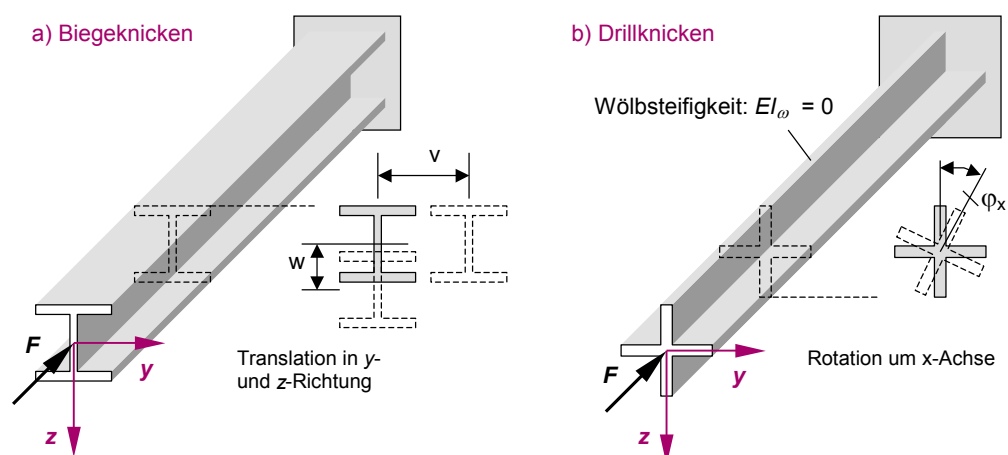 a) Biegeknicken
v
w
F
y
z
Translation in y-
und z-Richtung
b) Drillknicken
Wölbsteifigkeit: EIω = 0
φx
F
y
z
Rotation um x-Achse